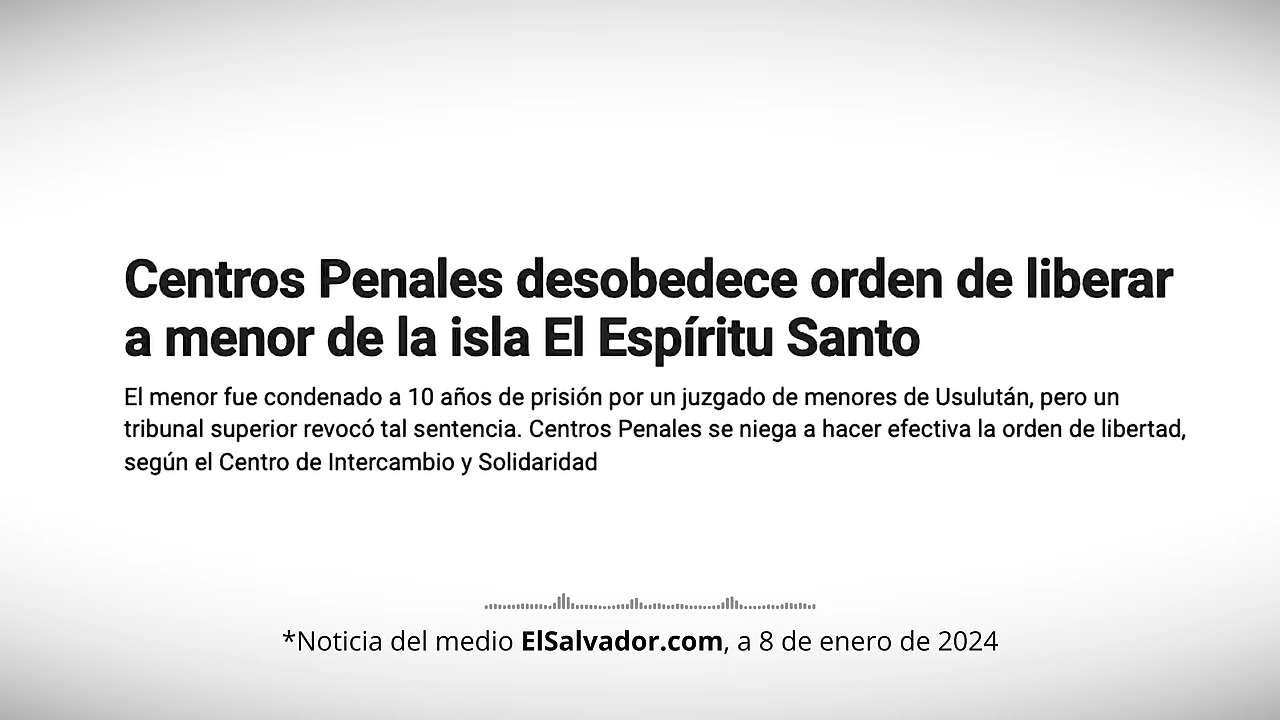 Centros Penales desobedece orden de liberar
a menor de la isla El Espíritu Santo
El menor fue condenado a 10 años de prisión por un juzgado de menores de Usulután, pero un
tribunal superior revocó tal sentencia. Centros Penales se niega a hacer efectiva la orden de libertad,
según el Centro de Intercambio y Solidaridad
*Noticia del medio ElSalvador.com, a 8 de enero de 2024